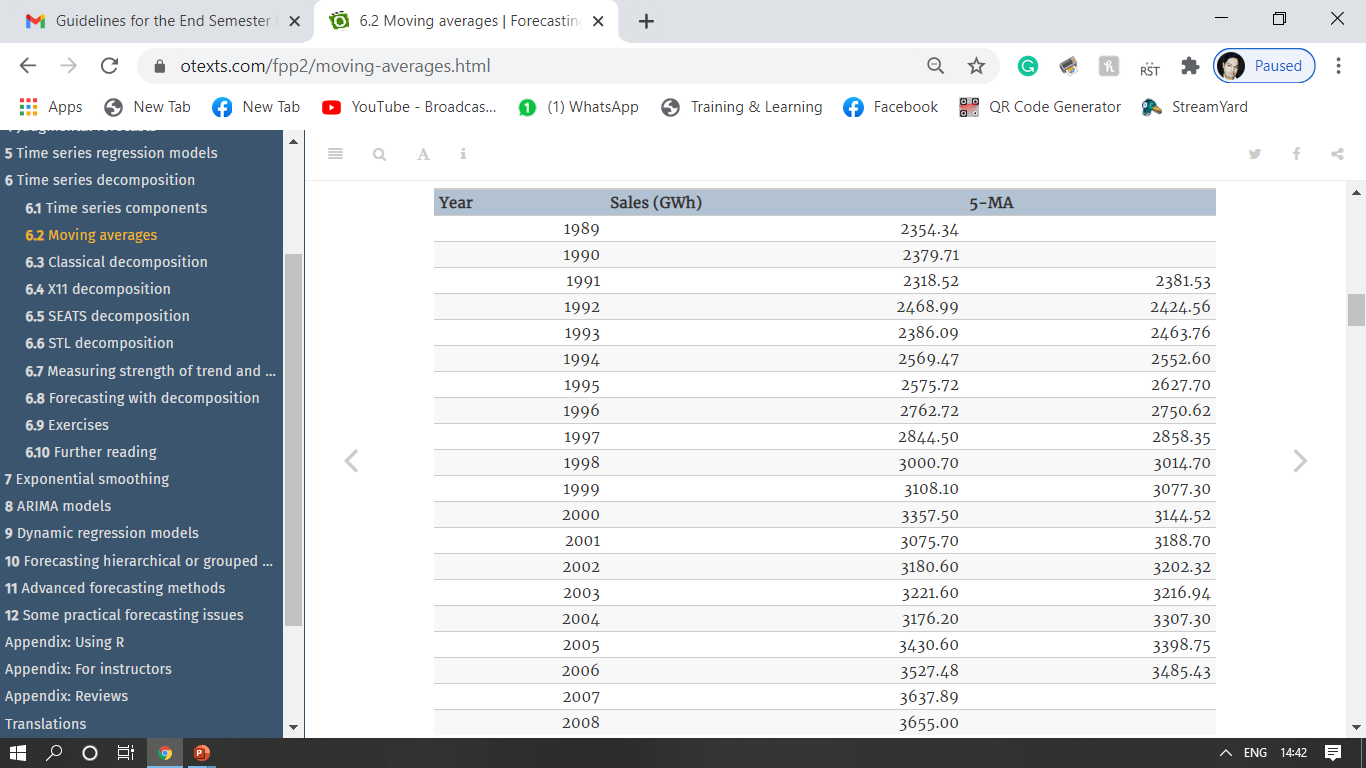 Guidelines for the End Semester
6.2 Moving averages | Forecastin
otexts.com/fpp2/moving-averages.html
RST
Paused
Apps New Tab New Tab YouTube - Broadcas... (1) WhatsApp Training & Learning Facebook QR Code Generator StreamYard
5 Time series regression models
6 Time series decomposition
6.1 Time series components
6.2 Moving averages
6.3 Classical decomposition
6.4 X11 decomposition
6.5 SEATS decomposition
6.6 STL decomposition
6.7 Measuring strength of trend and ...
6.8 Forecasting with decomposition
6.9 Exercises
6.10 Further reading
7 Exponential smoothing
8 ARIMA models
9 Dynamic regression models
10 Forecasting hierarchical or grouped ...
11 Advanced forecasting methods
12 Some practical forecasting issues
Appendix: Using R
Appendix: For instructors
Appendix: Reviews
Translations
A i
Year Sales (GWh) 5-MA
1989 2354.34
1990 2379.71
1991 2318.52 2381.53
1992 2468.99 2424.56
1993 2386.09 2463.76
1994 2569.47 2552.60
1995 2575.72 2627.70
1996 2762.72 2750.62
1997 2844.50 2858.35
1998 3000.70 3014.70
1999 3108.10 3077.30
2000 3357.50 3144.52
2001 3075.70 3188.70
2002 3180.60 3202.32
2003 3221.60 3216.94
2004 3176.20 3307.30
2005 3430.60 3398.75
2006 3527.48 3485.43
2007 3637.89
2008 3655.00
ENG 14:42